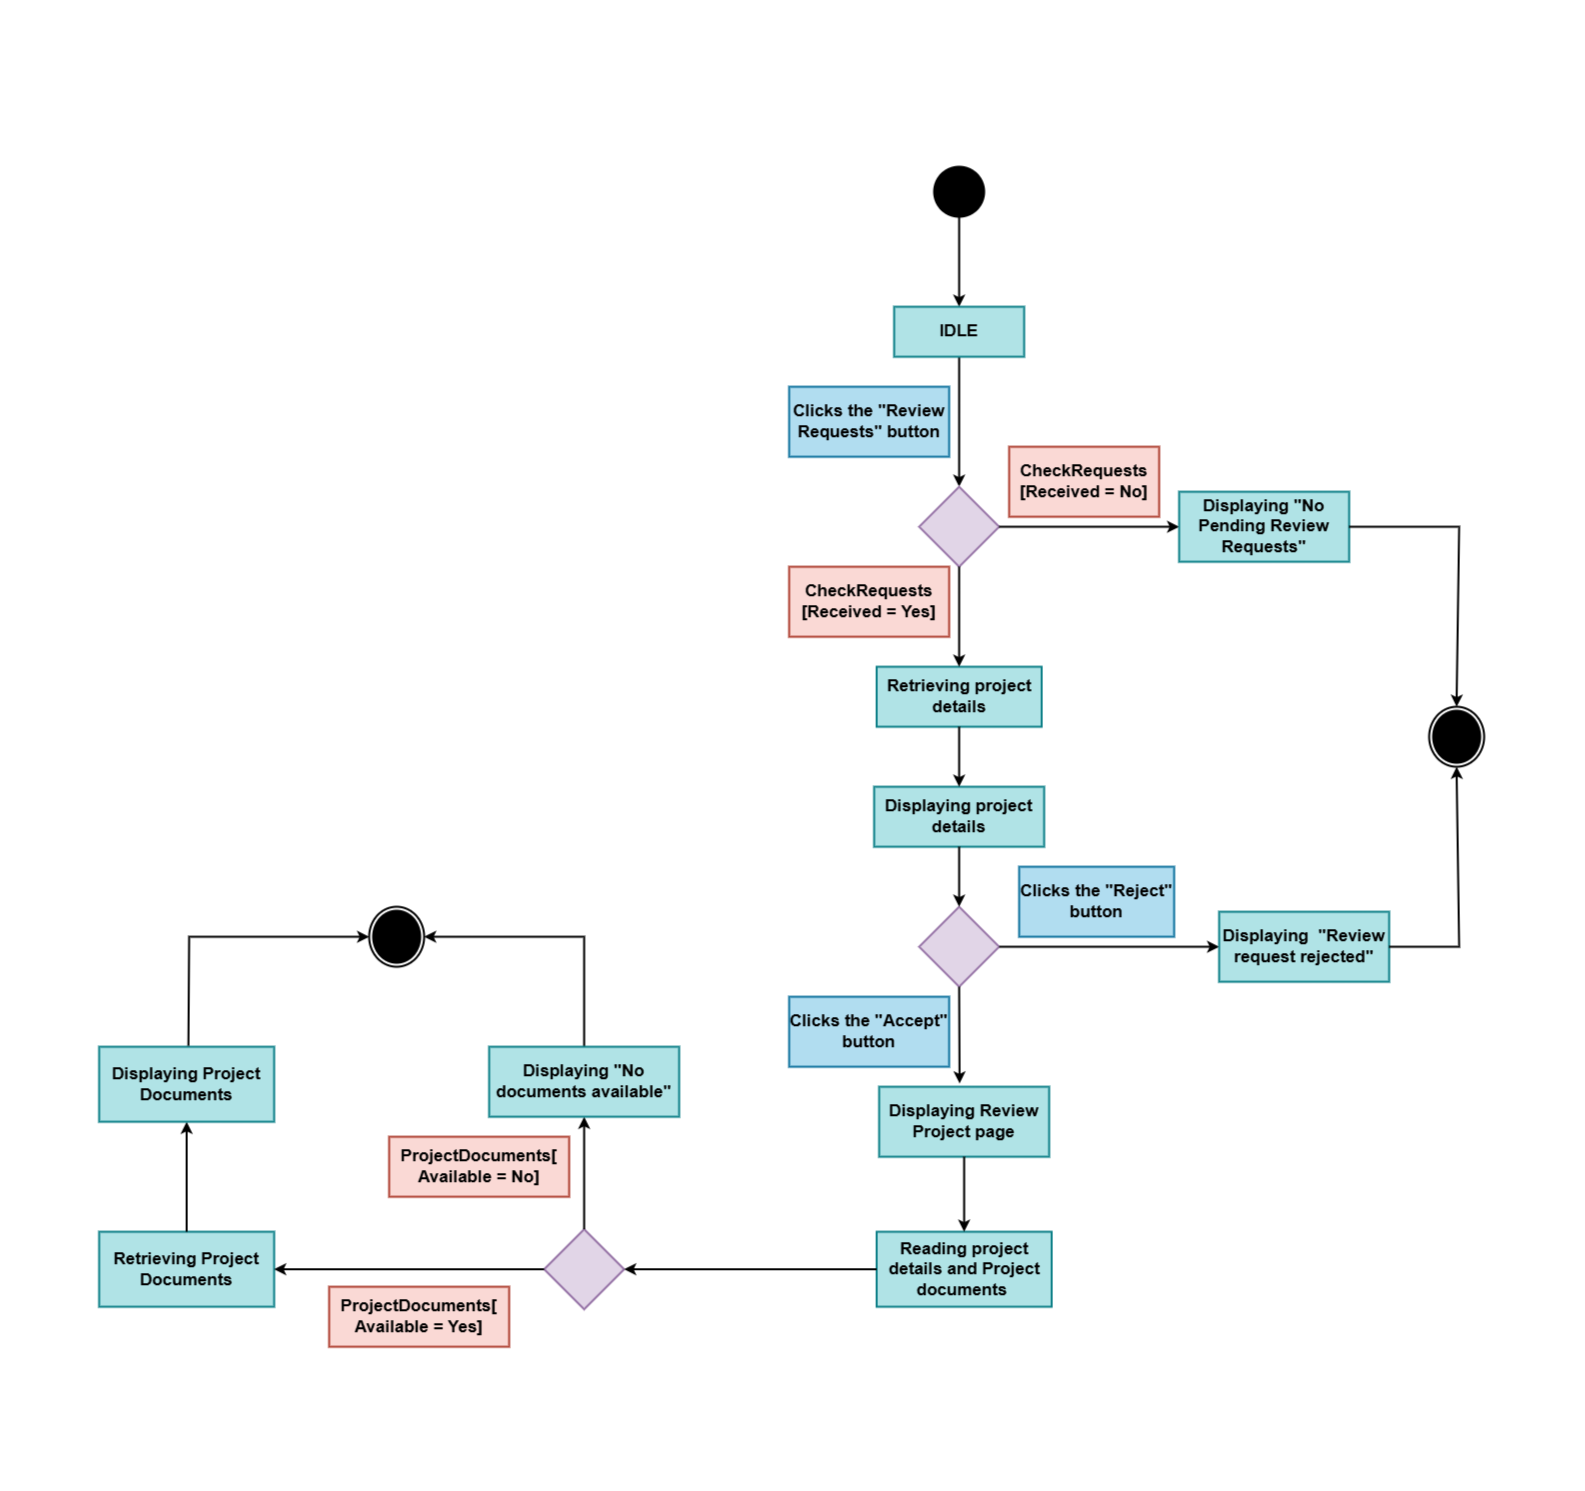 IDLE
Clicks the "Review
Requests" button
CheckRequests
[Received = No]
Displaying "No
Pending Review
Requests"
CheckRequests
[Received = Yes]
Retrieving project
details
Displaying project
details
Clicks the "Reject"
button
Displaying  "Review
request rejected"
Clicks the "Accept"
button
Displaying Review
Project page
Reading project
details and Project
documents
Displaying Project
Documents
Displaying "No
documents available"
ProjectDocuments[
Available = No]
Retrieving Project
Documents
ProjectDocuments[
Available = Yes]